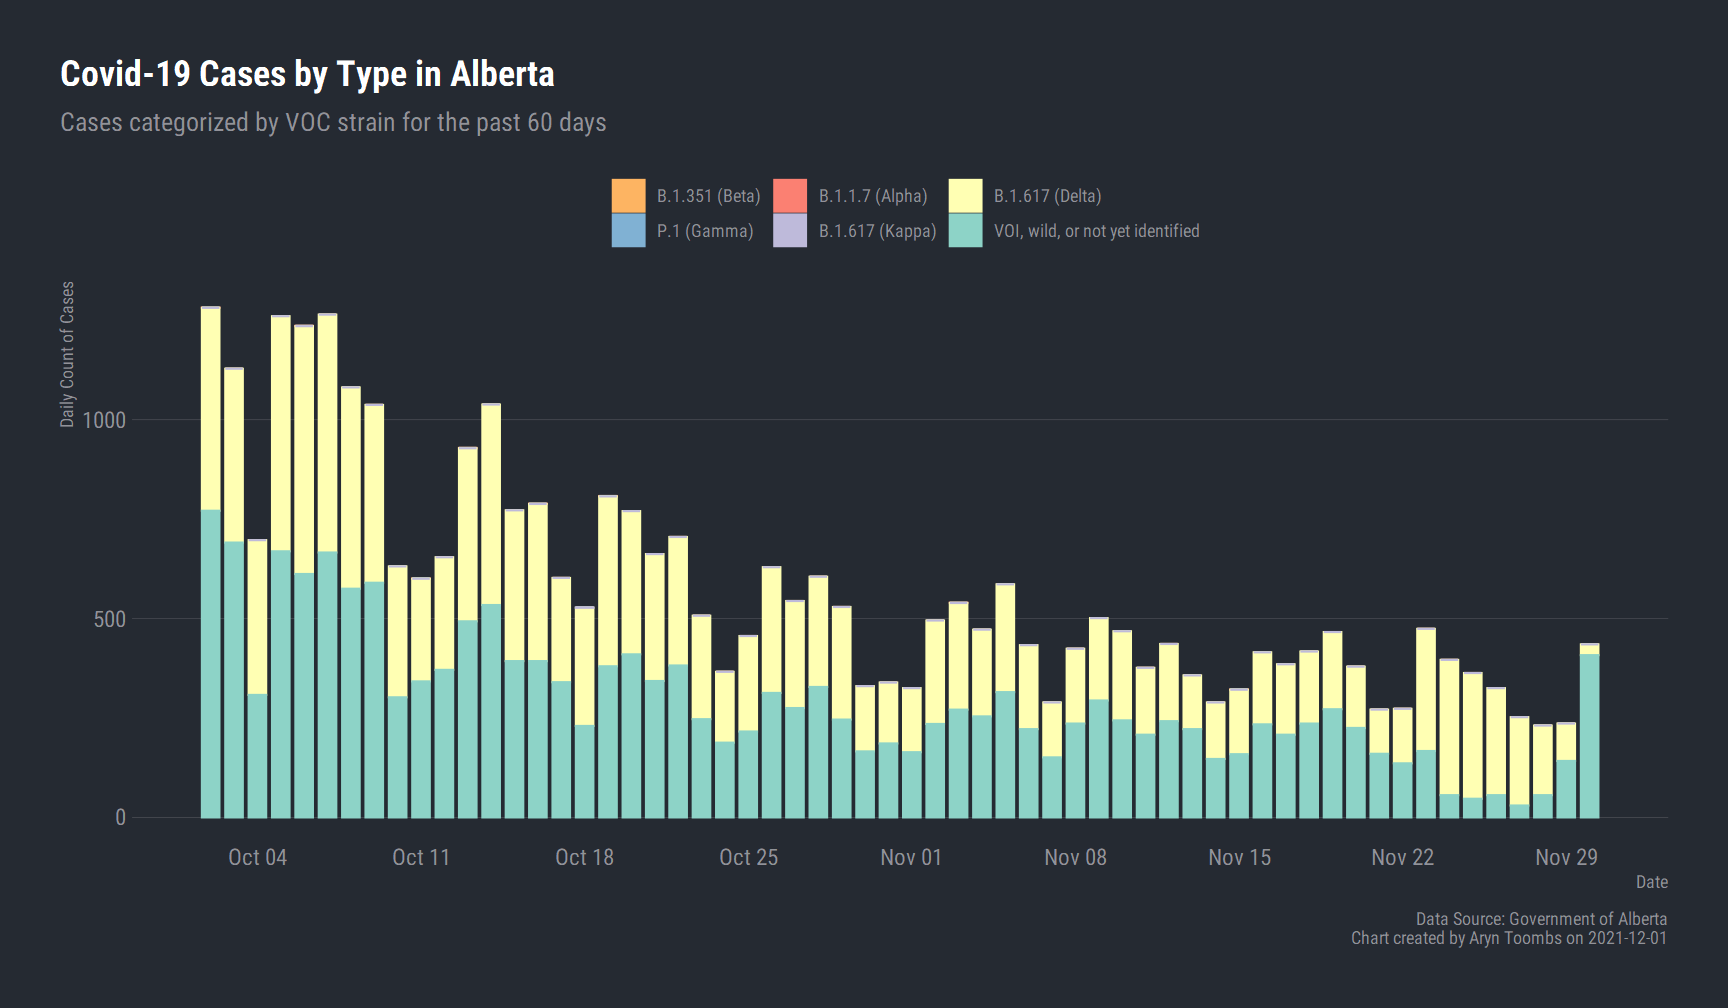 Covid-19 Cases by Type in Alberta
Cases categorized by VOC strain for the past 60 days
B.1.351 (Beta) B.1.1.7 (Alpha) B.1.617 (Delta)
P.1 (Gamma) B.1.617 (Kappa) VOI, wild, or not yet identified
Daily Count of Cases
1000
500
0
Oct 04 Oct 11 Oct 18 Oct 25 Nov 01 Nov 08 Nov 15 Nov 22 Nov 29
Date
Data Source: Government of Alberta
Chart created by Aryn Toombs on 2021-12-01